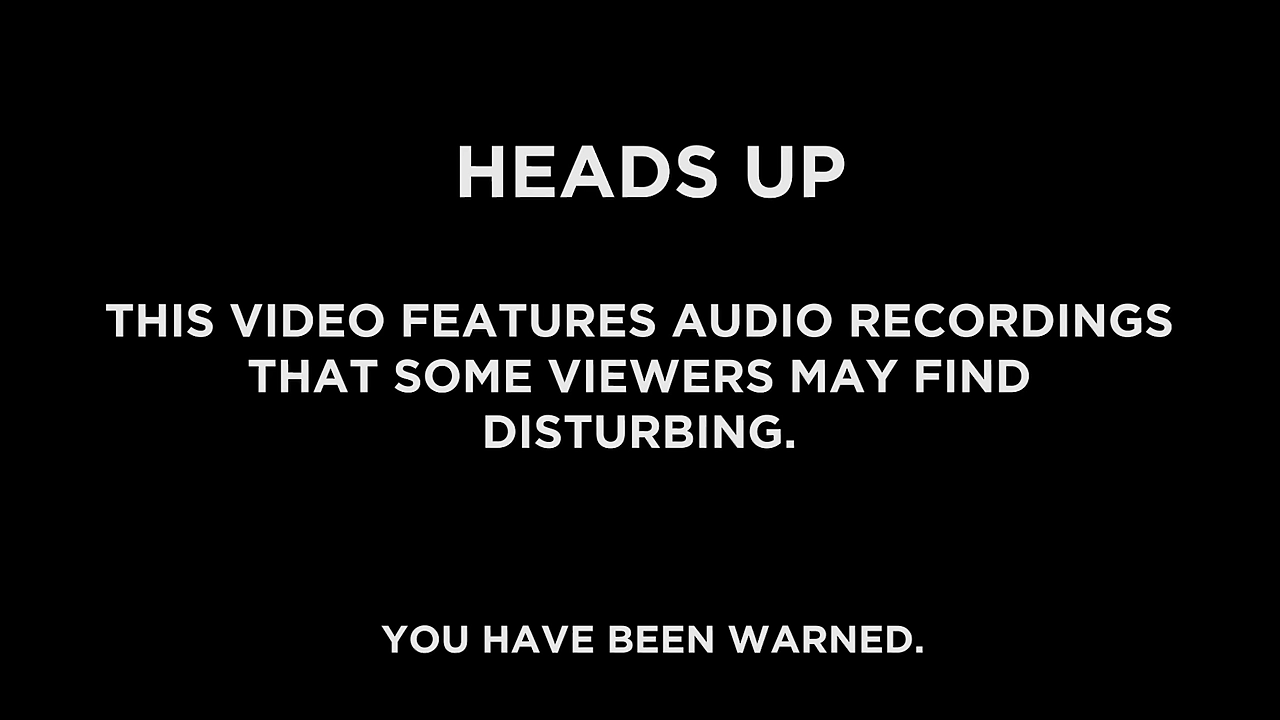 HEADS UP
THIS VIDEO FEATURES AUDIO RECORDINGS
THAT SOME VIEWERS MAY FIND
DISTURBING.
YOU HAVE BEEN WARNED.